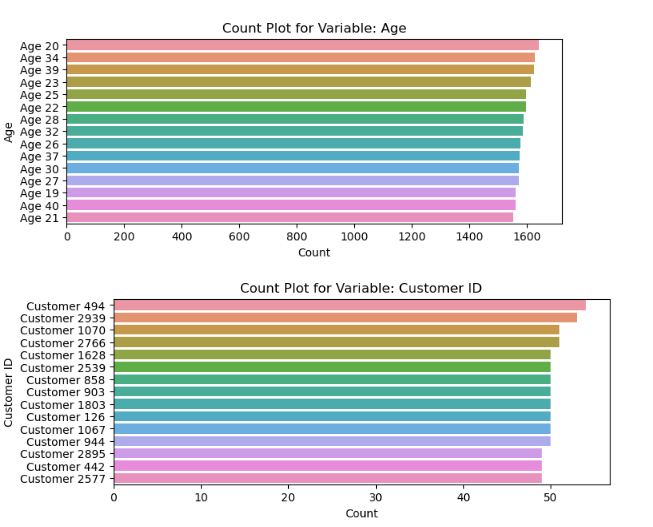 Count Plot for Variable: Age
Age 20
Age 34
Age 39
Age 23
Age 25
Age 22
Age 28
Age 32
Age 26
Age 37
Age 30
Age 27
Age 19
Age 40
Age 21
Age
0 200 400 600 800 1000 1200 1400 1600
Count
Count Plot for Variable: Customer ID
Customer 494
Customer 2939
Customer 1070
Customer 2766
Customer 1628
Customer 2539
Customer 858
Customer 903
Customer 1803
Customer 126
Customer 1067
Customer 944
Customer 2895
Customer 442
Customer 2577
Customer ID
0 10 20 30 40 50
Count